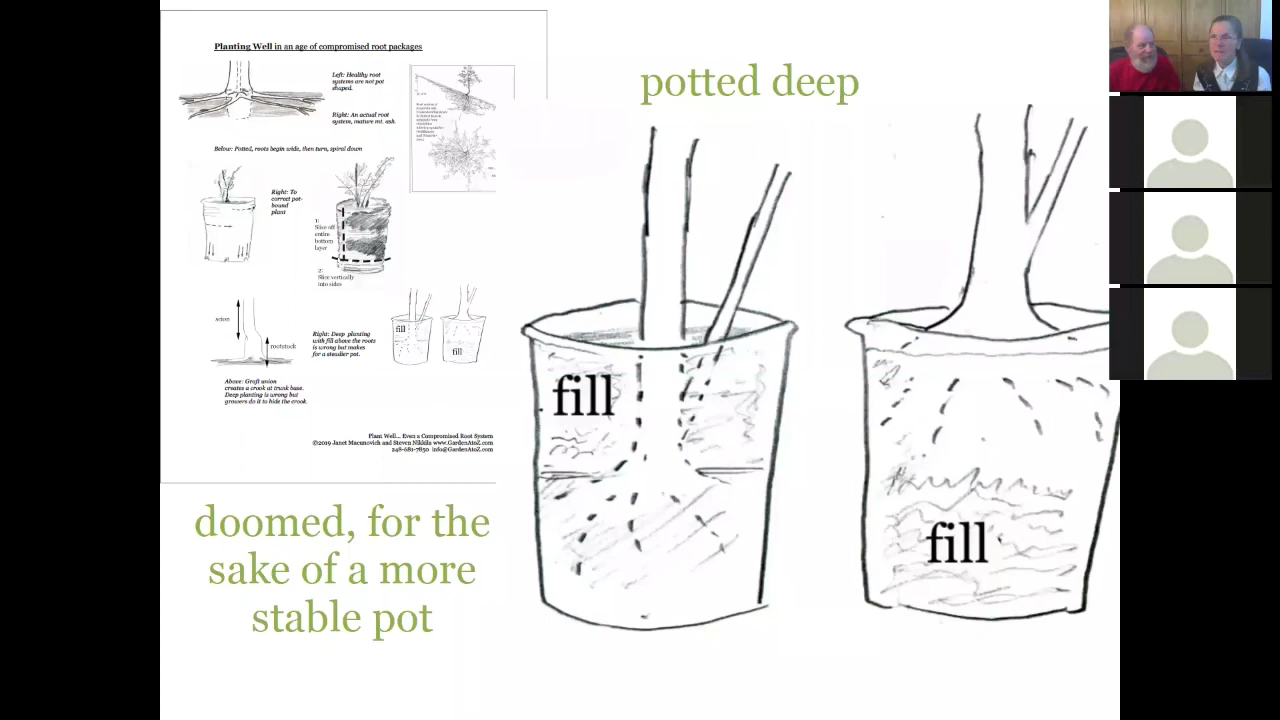 Planting Well in an age of compromised root packages
Left: Healthy root
systems are not pot
shaped.
Right: An actual root
system, mature mt. ash.
Below: Potted, roots begin wide, then turn, spiral down
Right: To
correct pot-
bound
plant
1:
Slice off
entire
bottom
layer
2:
Slice vertically
into sides
scion
rootstock
Right: Deep planting
with fill above the roots
is wrong but makes
for a steadier pot.
fill
fill
Above: Graft union
creates a crook at trunk base.
Deep planting is wrong but
growers do it to hide the crook.
Plant Well... Even a Compromised Root System
©2019 Janet Macunovich and Steven Nikkila www.GardenAtoZ.com
248-681-7850 info@GardenAtoZ.com
potted deep
fill
fill
doomed, for the
sake of a more
stable pot